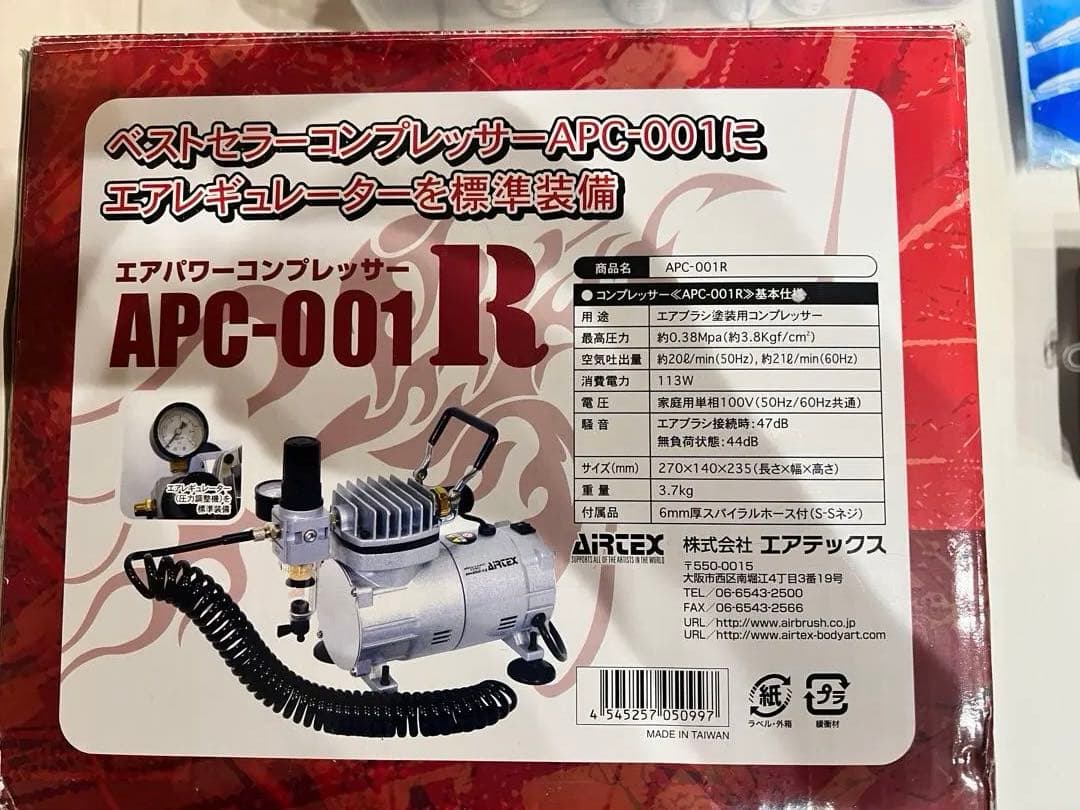 ベストセラーコンプレッサーAPC-001に
エアレギュレーターを標準装備
エアパワーコンプレッサー
APC-001R
エアレギュレーター
(圧力調整機)を
標準装備
AIRTEX
商品名 APC-001R
●コンプレッサー≪APC-001R≫基本仕様
用途 エアブラシ塗装用コンプレッサー
最高圧力 約0.38Mpa(約3.8Kgf/cm²)
空気吐出量 約20ℓ/min(50Hz), 約21ℓ/min(60Hz)
消費電力 113W
電圧 家庭用単相100V(50Hz/60Hz共通)
騒音 エアブラシ接続時:47dB
無負荷状態:44dB
サイズ(mm) 270×140×235(長さ×幅×高さ)
重量 3.7kg
付属品 6mm厚スパイラルホース付(S-Sネジ)
AIRTEX 株式会社 エアテックス
SUPPORTS ALL OF THE ARTISTS IN THE WORLD
〒550-0015
大阪市西区南堀江4丁目3番19号
TEL/06-6543-2500
FAX/06-6543-2566
URL/http://www.airbrush.co.jp
URL/http://www.airtex-bodyart.com
4 545257 050997
MADE IN TAIWAN
紙
ラベル・外箱
プラ
緩衝材